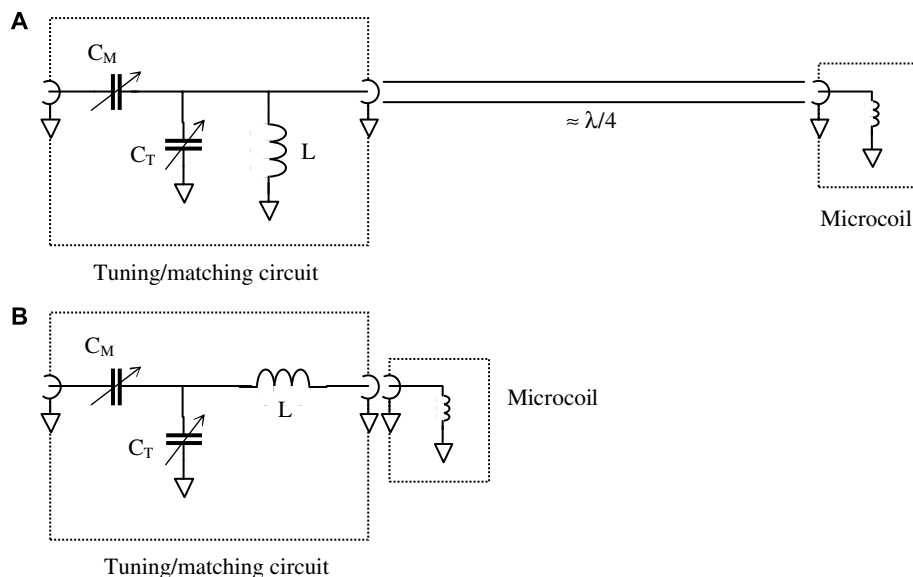 A
C_M
C_T
L
≈ λ/4
Microcoil
Tuning/matching circuit
B
C_M
L
C_T
Microcoil
Tuning/matching circuit